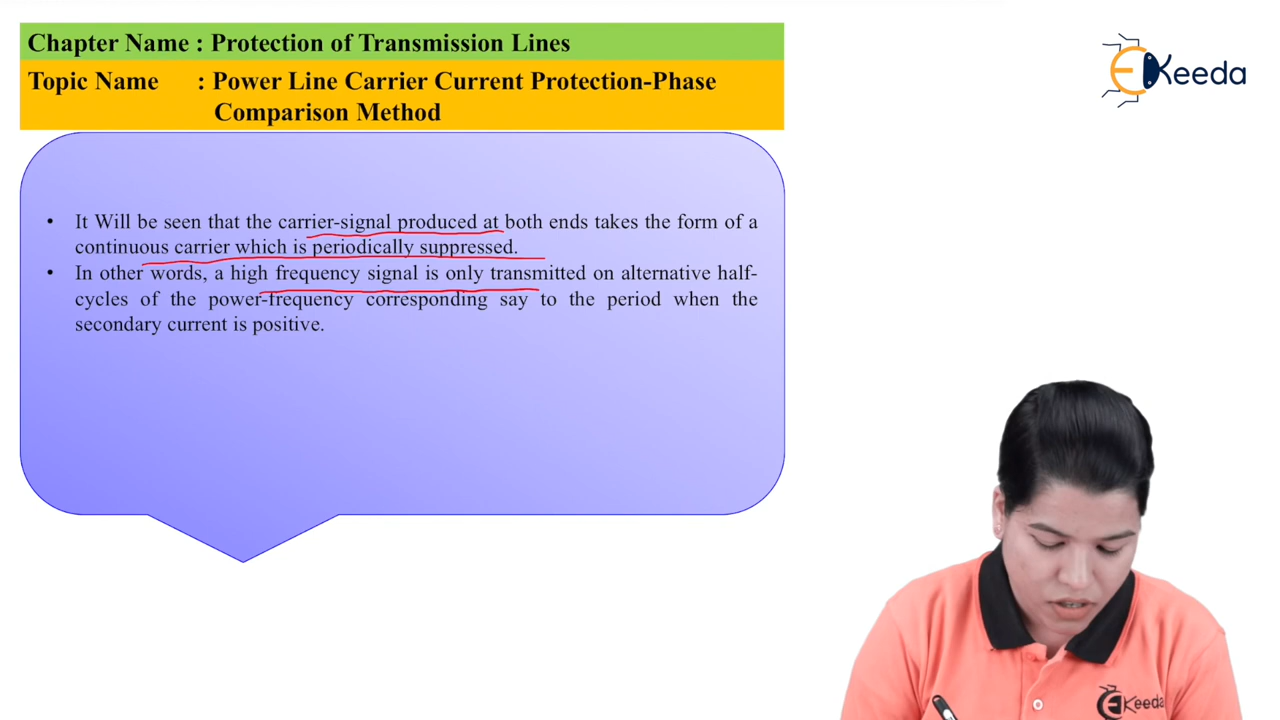 Chapter Name : Protection of Transmission Lines
Topic Name : Power Line Carrier Current Protection-Phase
Comparison Method
EKeeda
• It Will be seen that the carrier-signal produced at both ends takes the form of a
continuous carrier which is periodically suppressed.
• In other words, a high frequency signal is only transmitted on alternative half-
cycles of the power-frequency corresponding say to the period when the
secondary current is positive.
EKeeda